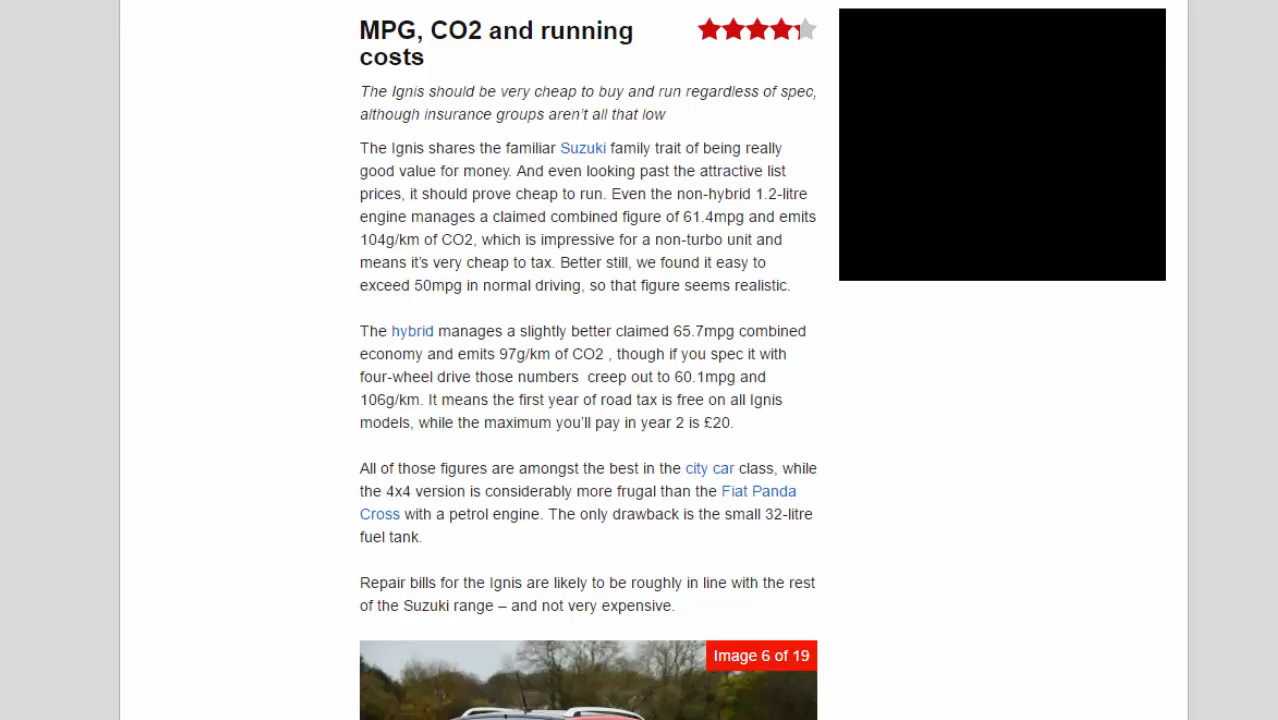 MPG, CO2 and running
costs
The Ignis should be very cheap to buy and run regardless of spec,
although insurance groups aren’t all that low
The Ignis shares the familiar Suzuki family trait of being really
good value for money. And even looking past the attractive list
prices, it should prove cheap to run. Even the non-hybrid 1.2-litre
engine manages a claimed combined figure of 61.4mpg and emits
104g/km of CO2, which is impressive for a non-turbo unit and
means it’s very cheap to tax. Better still, we found it easy to
exceed 50mpg in normal driving, so that figure seems realistic.
The hybrid manages a slightly better claimed 65.7mpg combined
economy and emits 97g/km of CO2 , though if you spec it with
four-wheel drive those numbers  creep out to 60.1mpg and
106g/km. It means the first year of road tax is free on all Ignis
models, while the maximum you’ll pay in year 2 is £20.
All of those figures are amongst the best in the city car class, while
the 4x4 version is considerably more frugal than the Fiat Panda
Cross with a petrol engine. The only drawback is the small 32-litre
fuel tank.
Repair bills for the Ignis are likely to be roughly in line with the rest
of the Suzuki range – and not very expensive.
Image 6 of 19